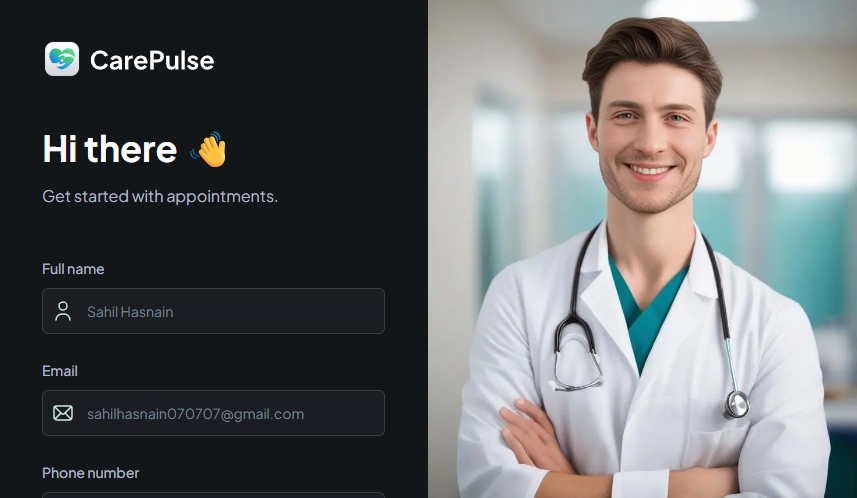 CarePulse
Hi there 👋
Get started with appointments.
Full name
Sahil Hasnain
Email
sahilhasnain070707@gmail.com
Phone number